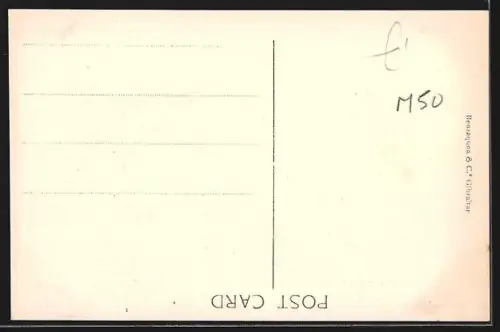 M50
Benzaquen & C.º Gibraltar
POST CARD